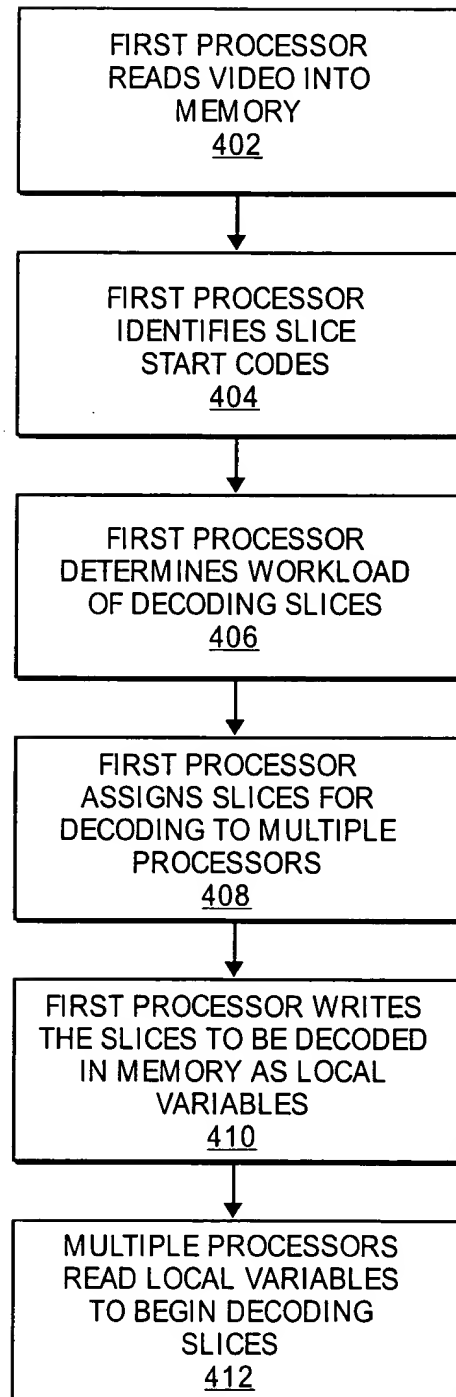 FIRST PROCESSOR
READS VIDEO INTO
MEMORY
402
FIRST PROCESSOR
IDENTIFIES SLICE
START CODES
404
FIRST PROCESSOR
DETERMINES WORKLOAD
OF DECODING SLICES
406
FIRST PROCESSOR
ASSIGNS SLICES FOR
DECODING TO MULTIPLE
PROCESSORS
408
FIRST PROCESSOR WRITES
THE SLICES TO BE DECODED
IN MEMORY AS LOCAL
VARIABLES
410
MULTIPLE PROCESSORS
READ LOCAL VARIABLES
TO BEGIN DECODING
SLICES
412